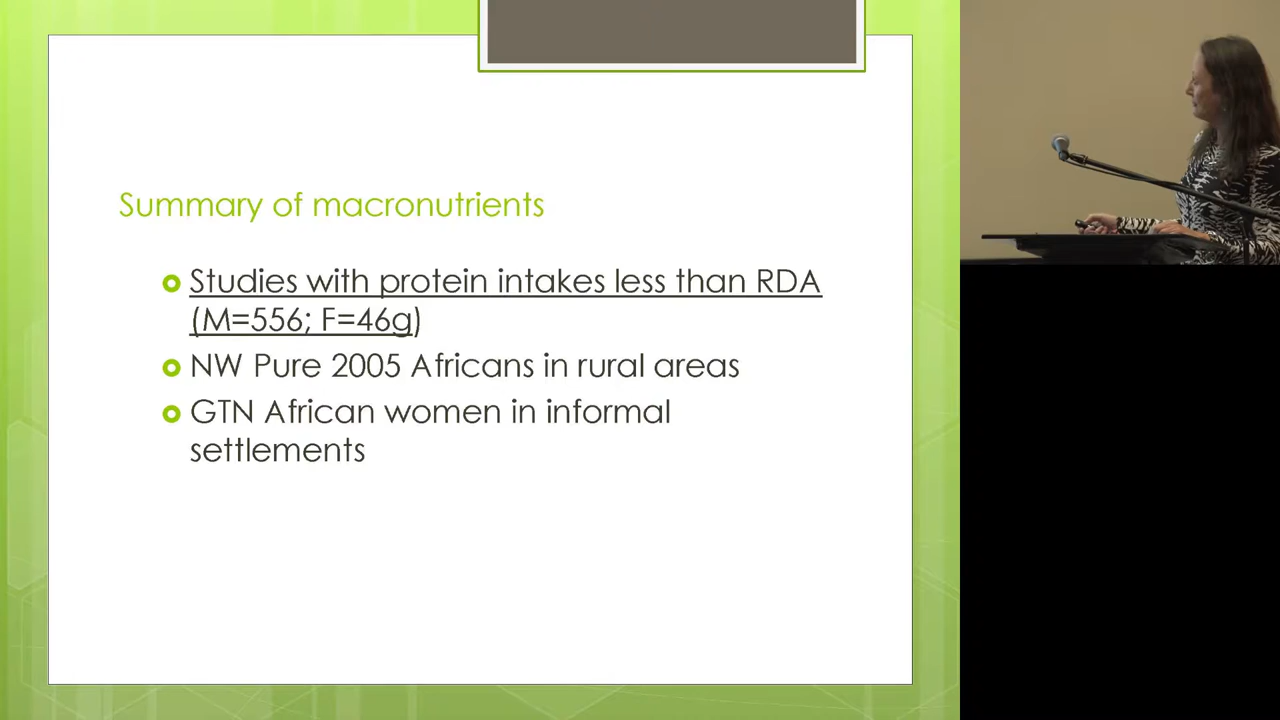 Summary of macronutrients
Studies with protein intakes less than RDA
(M=556; F=46g)
NW Pure 2005 Africans in rural areas
GTN African women in informal
settlements